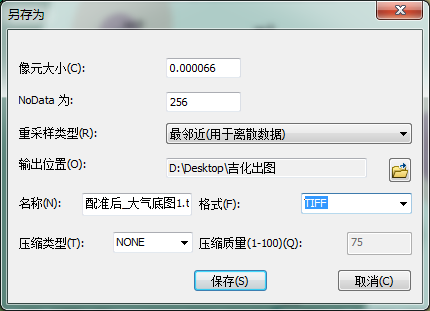 另存为
像元大小(C): 0.000066
NoData 为: 256
重采样类型(R): 最邻近(用于离散数据)
输出位置(O): D:\Desktop\吉化出图
名称(N): 配准后_大气底图1.t 格式(F): TIFF
压缩类型(T): NONE 压缩质量(1-100)(Q): 75
保存(S) 取消(C)